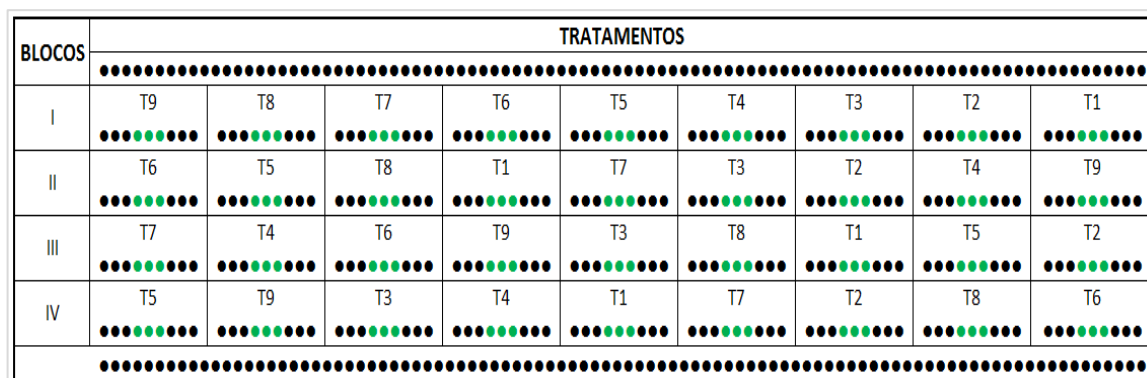 BLOCOS TRATAMENTOS
I T9 T8 T7 T6 T5 T4 T3 T2 T1
II T6 T5 T8 T1 T7 T3 T2 T4 T9
III T7 T4 T6 T9 T3 T8 T1 T5 T2
IV T5 T9 T3 T4 T1 T7 T2 T8 T6